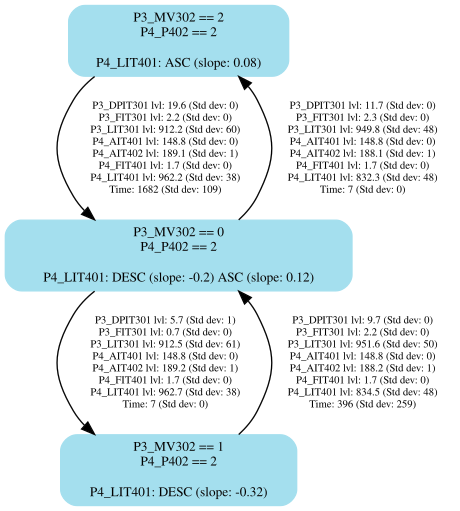 P3_MV302 == 2
P4_P402 == 2
P4_LIT401: ASC (slope: 0.08)
P3_DPIT301 lvl: 19.6 (Std dev: 0)
P3_FIT301 lvl: 2.2 (Std dev: 0)
P3_LIT301 lvl: 912.2 (Std dev: 60)
P4_AIT401 lvl: 148.8 (Std dev: 0)
P4_AIT402 lvl: 189.1 (Std dev: 1)
P4_FIT401 lvl: 1.7 (Std dev: 0)
P4_LIT401 lvl: 962.2 (Std dev: 38)
Time: 1682 (Std dev: 109)
P3_DPIT301 lvl: 11.7 (Std dev: 0)
P3_FIT301 lvl: 2.3 (Std dev: 0)
P3_LIT301 lvl: 949.8 (Std dev: 48)
P4_AIT401 lvl: 148.8 (Std dev: 0)
P4_AIT402 lvl: 188.1 (Std dev: 1)
P4_FIT401 lvl: 1.7 (Std dev: 0)
P4_LIT401 lvl: 832.3 (Std dev: 48)
Time: 7 (Std dev: 0)
P3_MV302 == 0
P4_P402 == 2
P4_LIT401: DESC (slope: -0.2) ASC (slope: 0.12)
P3_DPIT301 lvl: 5.7 (Std dev: 1)
P3_FIT301 lvl: 0.7 (Std dev: 0)
P3_LIT301 lvl: 912.5 (Std dev: 61)
P4_AIT401 lvl: 148.8 (Std dev: 0)
P4_AIT402 lvl: 189.2 (Std dev: 1)
P4_FIT401 lvl: 1.7 (Std dev: 0)
P4_LIT401 lvl: 962.7 (Std dev: 38)
Time: 7 (Std dev: 0)
P3_DPIT301 lvl: 9.7 (Std dev: 0)
P3_FIT301 lvl: 2.2 (Std dev: 0)
P3_LIT301 lvl: 951.6 (Std dev: 50)
P4_AIT401 lvl: 148.8 (Std dev: 0)
P4_AIT402 lvl: 188.2 (Std dev: 1)
P4_FIT401 lvl: 1.7 (Std dev: 0)
P4_LIT401 lvl: 834.5 (Std dev: 48)
Time: 396 (Std dev: 259)
P3_MV302 == 1
P4_P402 == 2
P4_LIT401: DESC (slope: -0.32)